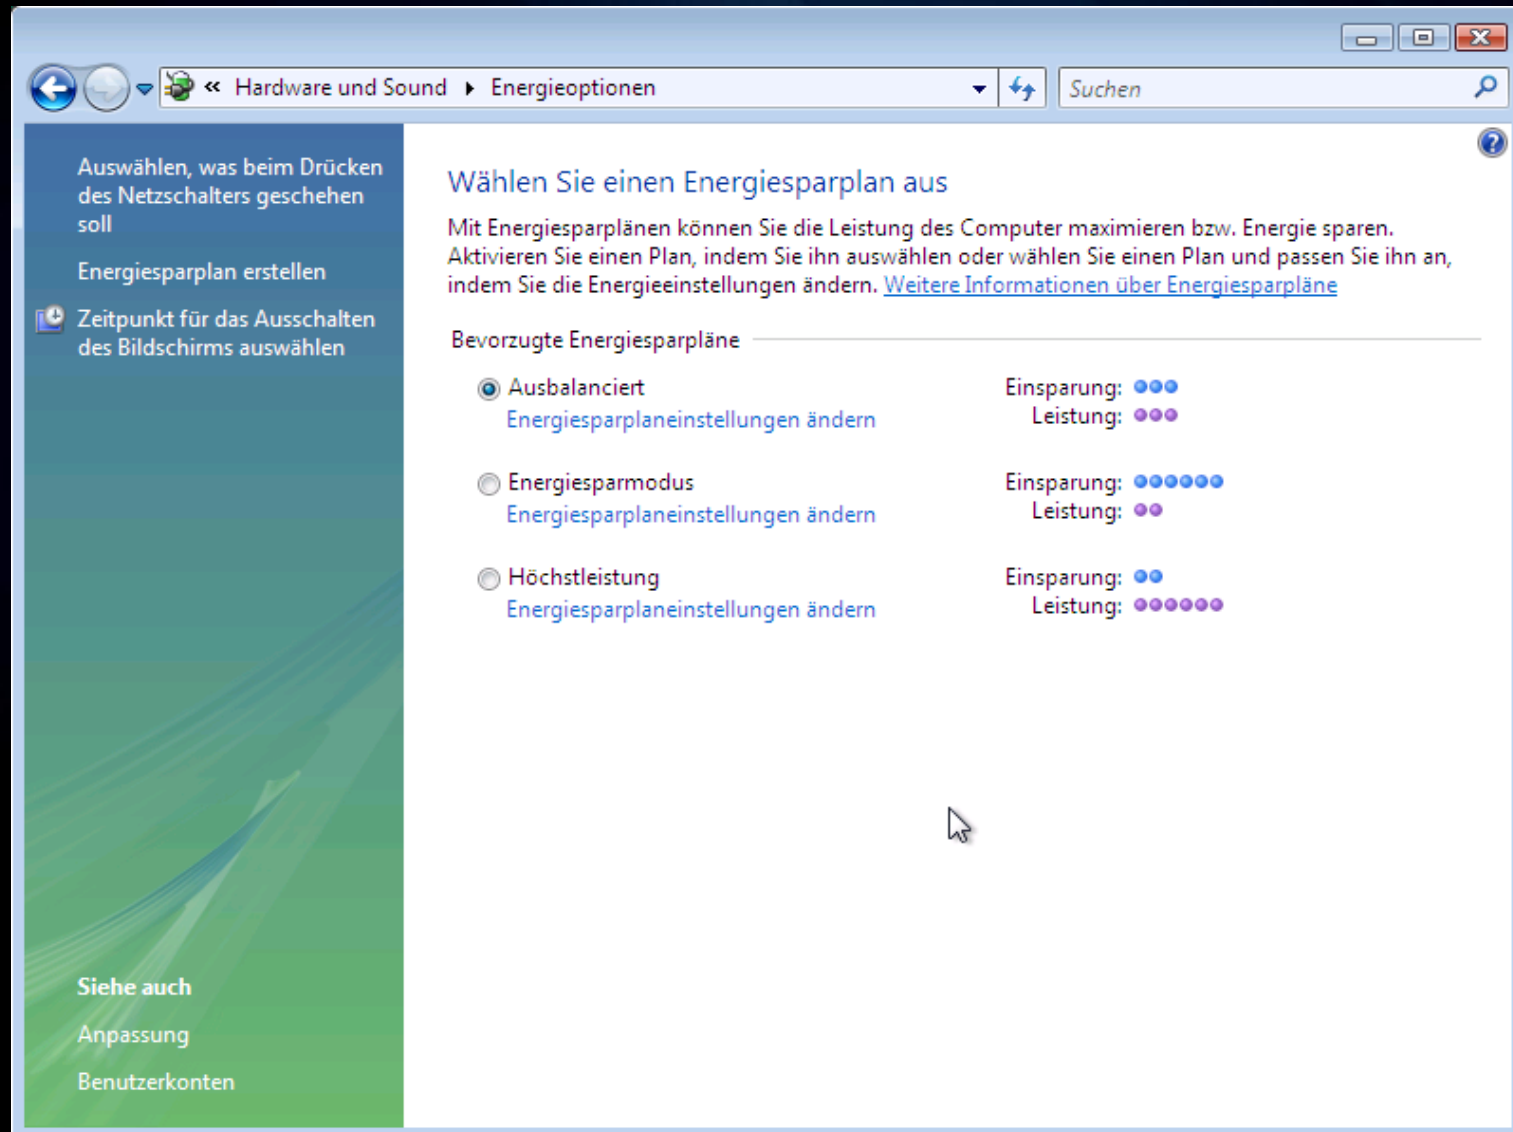 « Hardware und Sound ▸ Energieoptionen
Suchen
Auswählen, was beim Drücken
des Netzschalters geschehen
soll
Energiesparplan erstellen
Zeitpunkt für das Ausschalten
des Bildschirms auswählen
Wählen Sie einen Energiesparplan aus
Mit Energiesparplänen können Sie die Leistung des Computer maximieren bzw. Energie sparen.
Aktivieren Sie einen Plan, indem Sie ihn auswählen oder wählen Sie einen Plan und passen Sie ihn an,
indem Sie die Energieeinstellungen ändern. Weitere Informationen über Energiesparpläne
Bevorzugte Energiesparpläne
Ausbalanciert
Energiesparplaneinstellungen ändern
Einsparung:
Leistung:
Energiesparmodus
Energiesparplaneinstellungen ändern
Einsparung:
Leistung:
Höchstleistung
Energiesparplaneinstellungen ändern
Einsparung:
Leistung:
Siehe auch
Anpassung
Benutzerkonten